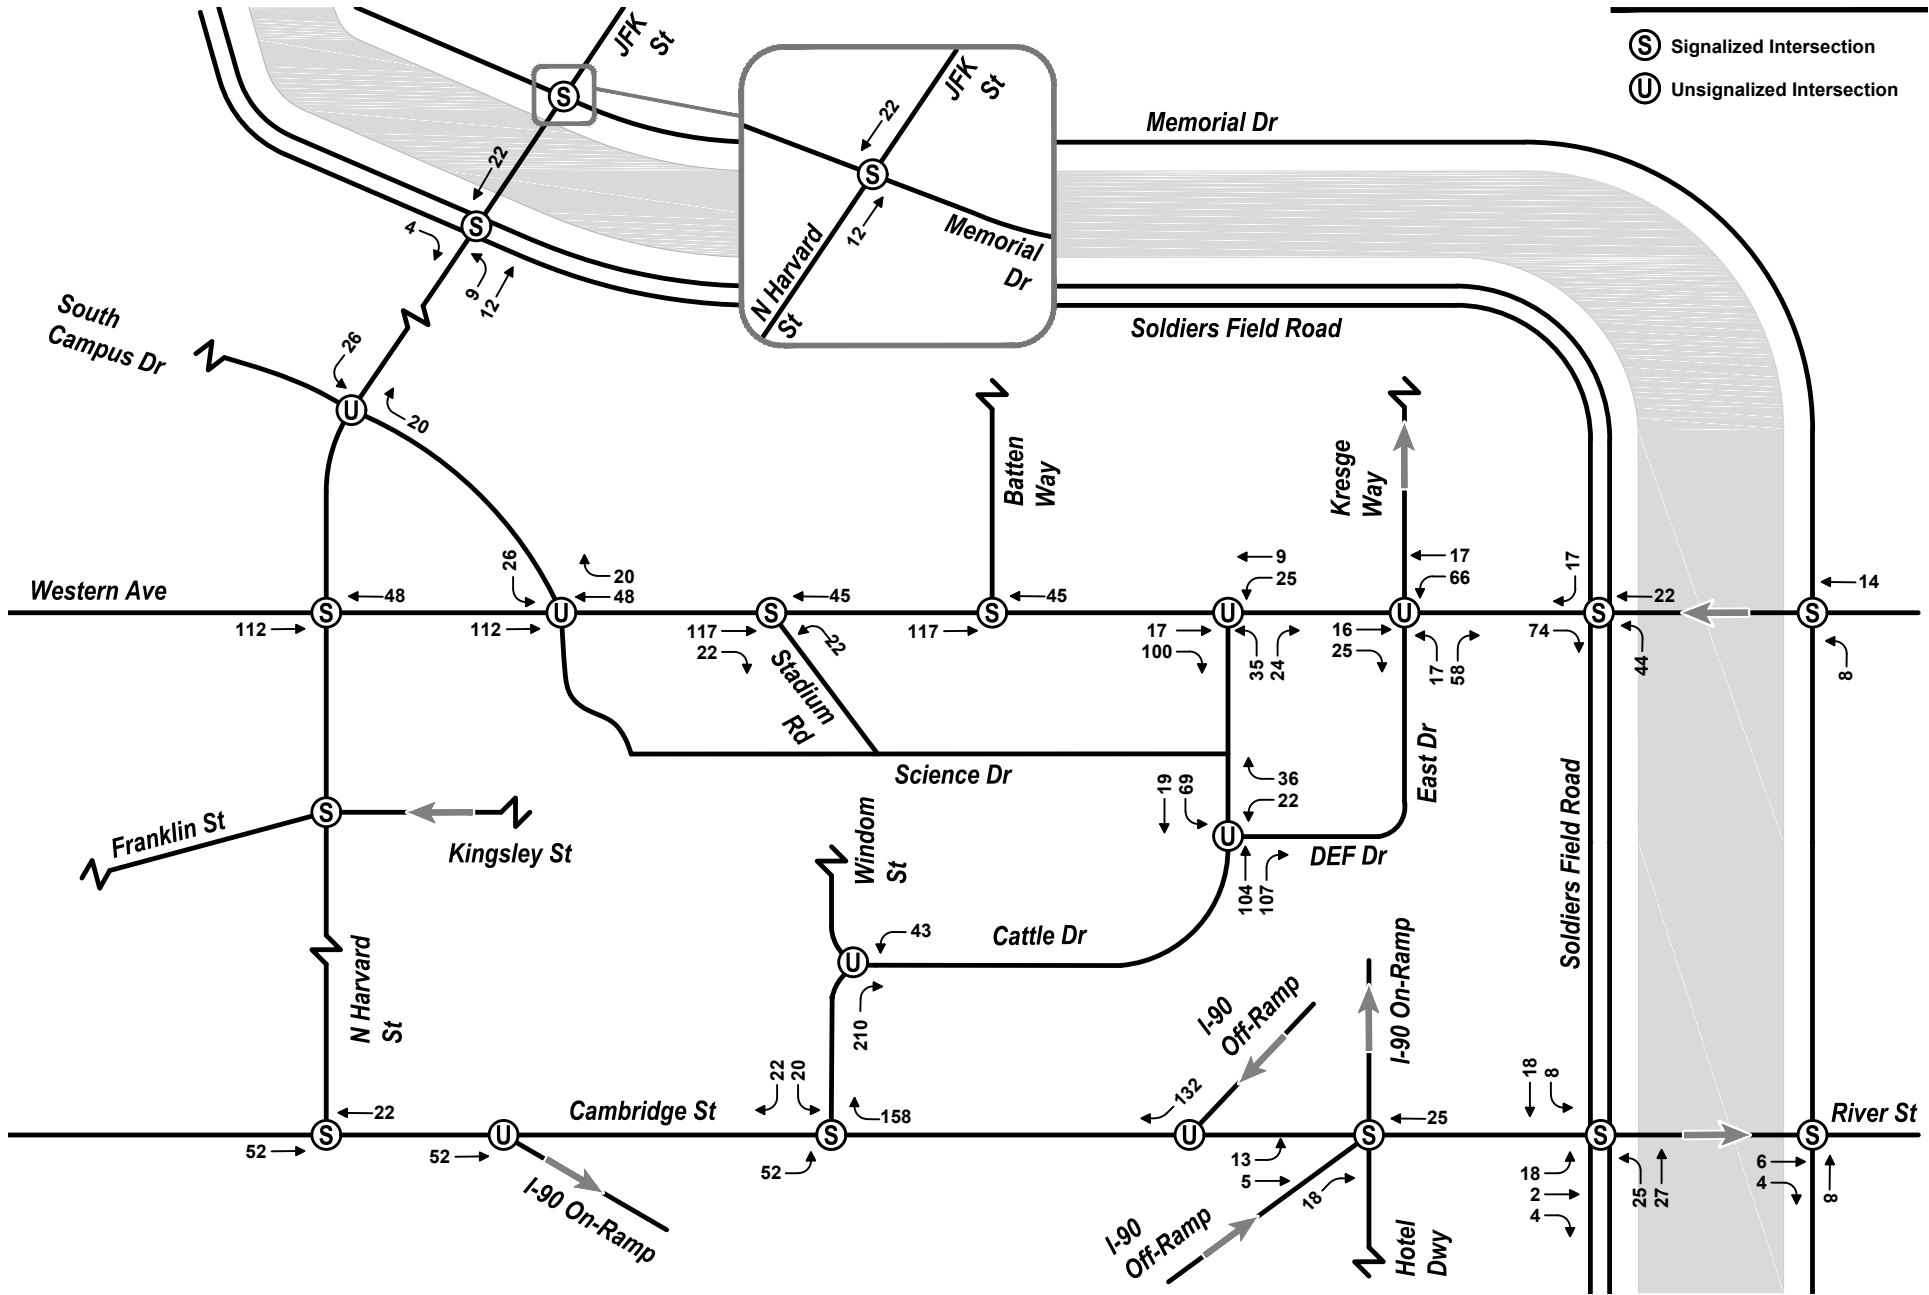 JFK
St
S Signalized Intersection
U Unsignalized Intersection
S
22
JFK
St
22
S
12
N Harvard
St
Memorial
Dr
Memorial Dr
Soldiers Field Road
S
4
9
12
South
Campus Dr
26
U
20
Batten
Way
Kresge
Way
Western Ave
S
48
112
26
20
48
U
112
S
45
117
22
22
Stadium
Rd
S
45
117
9
25
U
17
100
35
24
17
66
U
16
25
17
58
17
22
S
74
44
14
S
8
Science Dr
East Dr
Soldiers Field Road
Franklin St
S
Kingsley St
Windom
St
19
69
36
22
U
104
107
DEF Dr
43
U
210
Cattle Dr
N Harvard
St
I-90
Off-Ramp
I-90 On-Ramp
22
S
52
U
52
I-90 On-Ramp
Cambridge St
22
20
158
S
52
132
U
25
S
13
5
18
I-90
Off-Ramp
Hotel
Dwy
18
8
S
18
2
4
25
27
River St
S
6
4
8